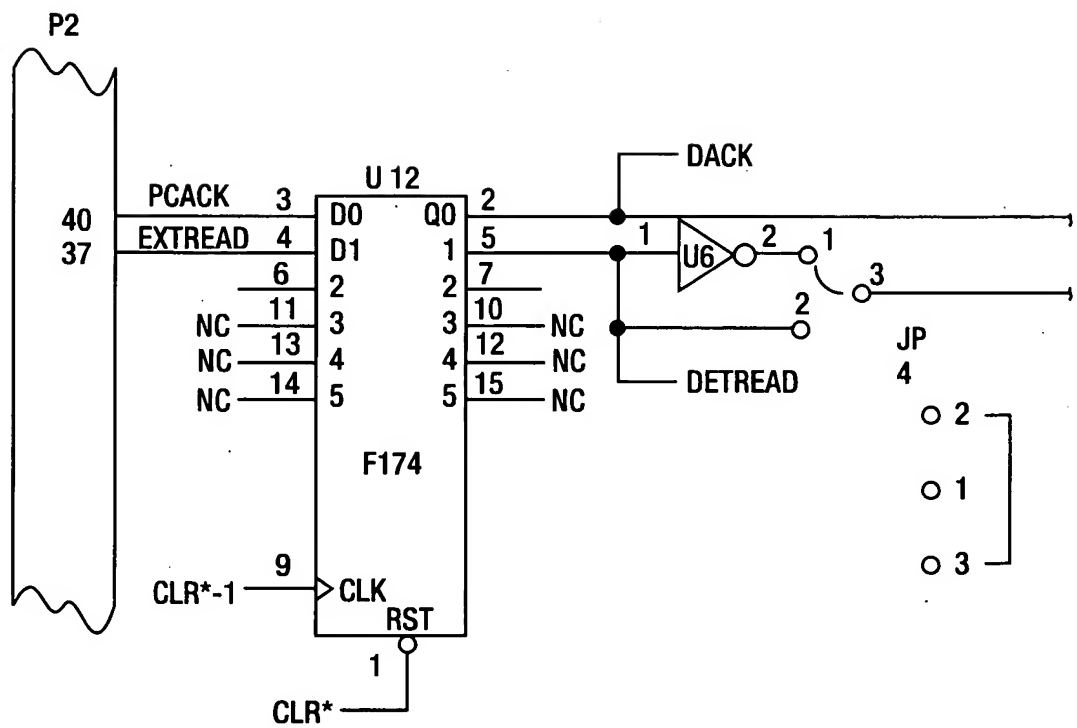 P2
DACK
U 12
PCACK 3 D0 Q0 2
40
EXTREAD 4 D1 1 5 1 U6 2 1
37
6 2 2 7 3
NC 11 3 3 10 NC 2
NC 13 4 4 12 NC JP
4
NC 14 5 5 15 NC DETREAD
2
F174
1
3
CLR*-1 9 CLK
RST
1
CLR*